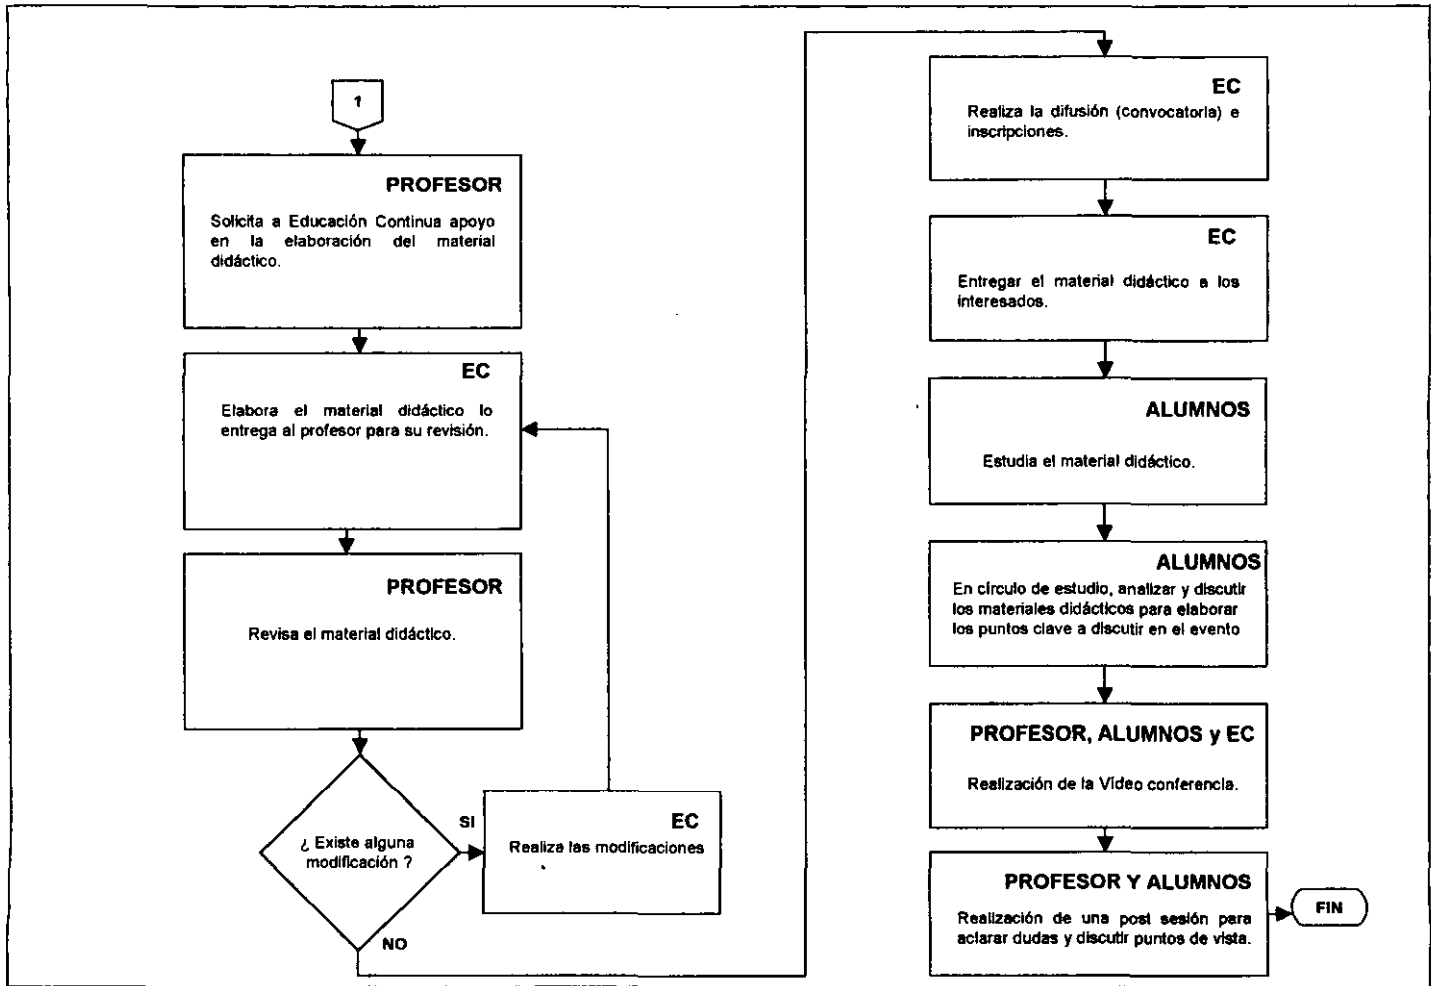 1
PROFESOR
Solicita a Educación Continua apoyo
en la elaboración del material
didáctico.
EC
Elabora el material didáctico lo
entrega al profesor para su revisión.
PROFESOR
Revisa el material didáctico.
¿ Existe alguna
modificación ?
SI
EC
Realiza las modificaciones
NO
EC
Realiza la difusión (convocatoria) e
inscripciones.
EC
Entregar el material didáctico a los
interesados.
ALUMNOS
Estudia el material didáctico.
ALUMNOS
En círculo de estudio, analizar y discutir
los materiales didácticos para elaborar
los puntos clave a discutir en el evento
PROFESOR, ALUMNOS y EC
Realización de la Vídeo conferencia.
PROFESOR Y ALUMNOS
Realización de una post sesión para
aclarar dudas y discutir puntos de vista.
FIN